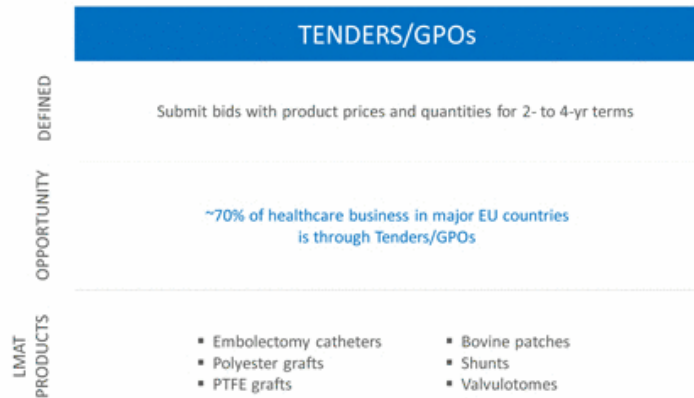 TENDERS/GPOs
DEFINED
Submit bids with product prices and quantities for 2- to 4-yr terms
OPPORTUNITY
~70% of healthcare business in major EU countries
is through Tenders/GPOs
LMAT
PRODUCTS
▪ Embolectomy catheters
▪ Polyester grafts
▪ PTFE grafts
▪ Bovine patches
▪ Shunts
▪ Valvulotomes